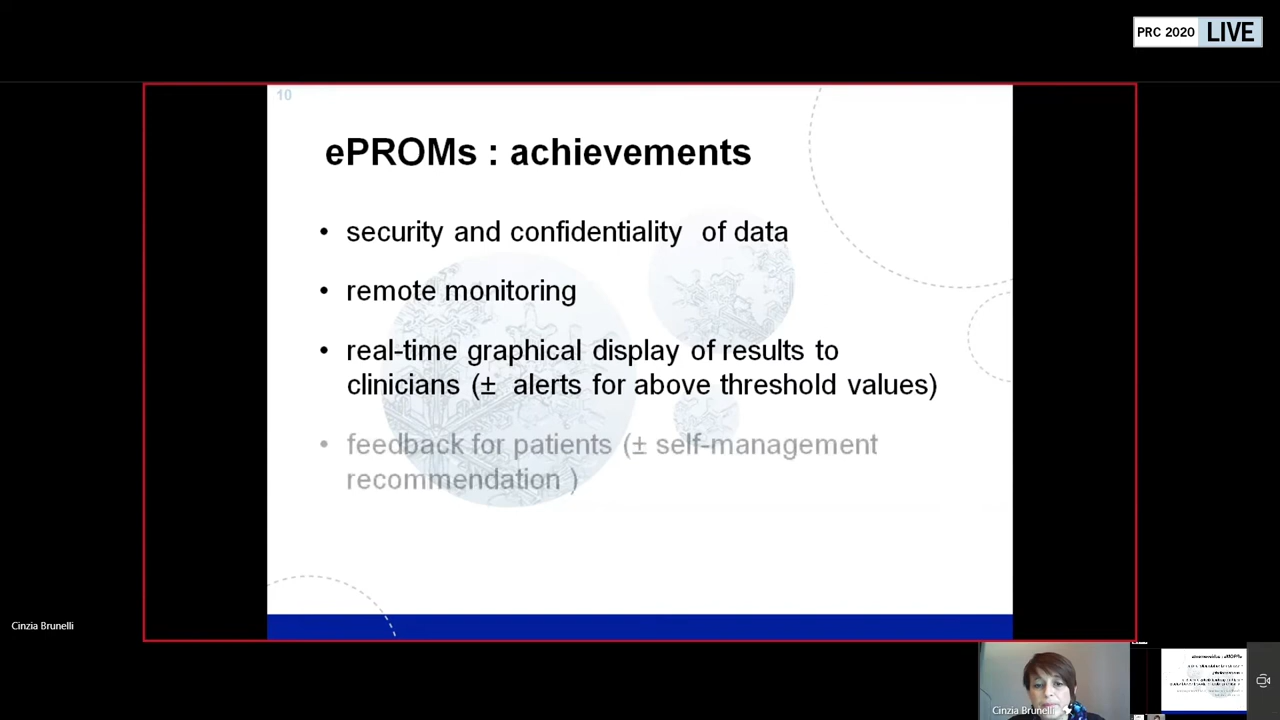 PRC 2020 LIVE
10
ePROMs : achievements
• security and confidentiality of data
• remote monitoring
• real-time graphical display of results to
clinicians (± alerts for above threshold values)
• feedback for patients (± self-management
recommendation )
Cinzia Brunelli
Cinzia Brunelli